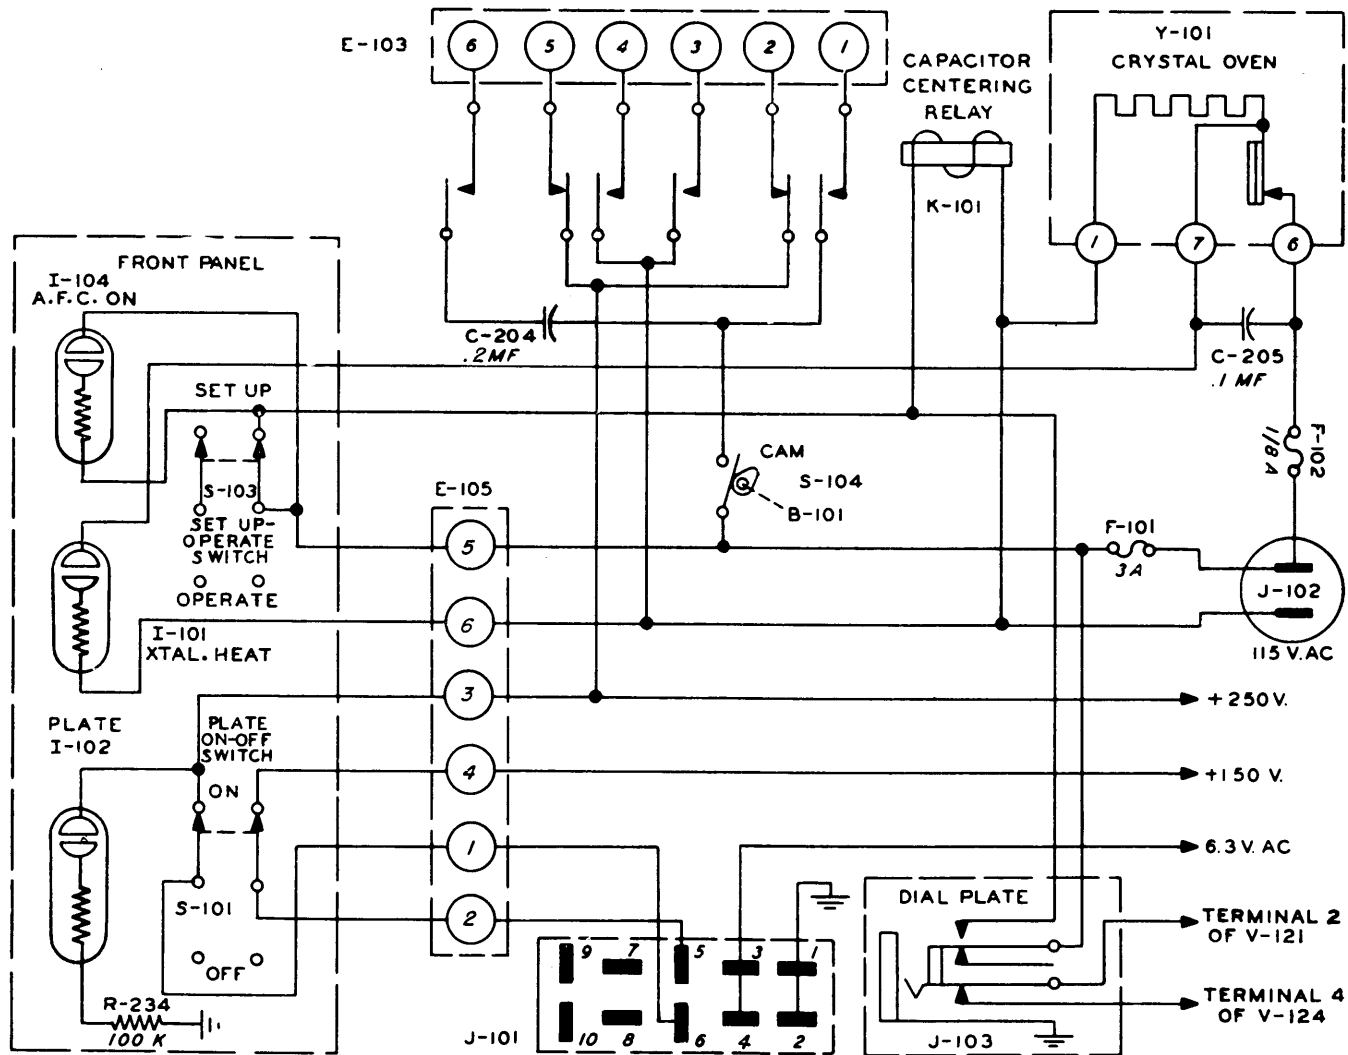 E-103
6 5 4 3 2 1
CAPACITOR
CENTERING
RELAY
K-101
Y-101
CRYSTAL OVEN
1 7 6
FRONT PANEL
I-104
A.F.C. ON
C-204
.2MF
C-205
.1 MF
SET UP
S-103
SET UP-
OPERATE
SWITCH
OPERATE
I-101
XTAL. HEAT
E-105
5
6
3
4
1
2
CAM
S-104
B-101
F-102
1/8 A
F-101
3A
J-102
115 V. AC
+250V.
+150 V.
6.3 V. AC
PLATE
I-102
PLATE
ON-OFF
SWITCH
ON
S-101
OFF
R-234
100 K
9 7 5 3 1
10 8 6 4 2
J-101
DIAL PLATE
J-103
TERMINAL 2
OF V-121
TERMINAL 4
OF V-124